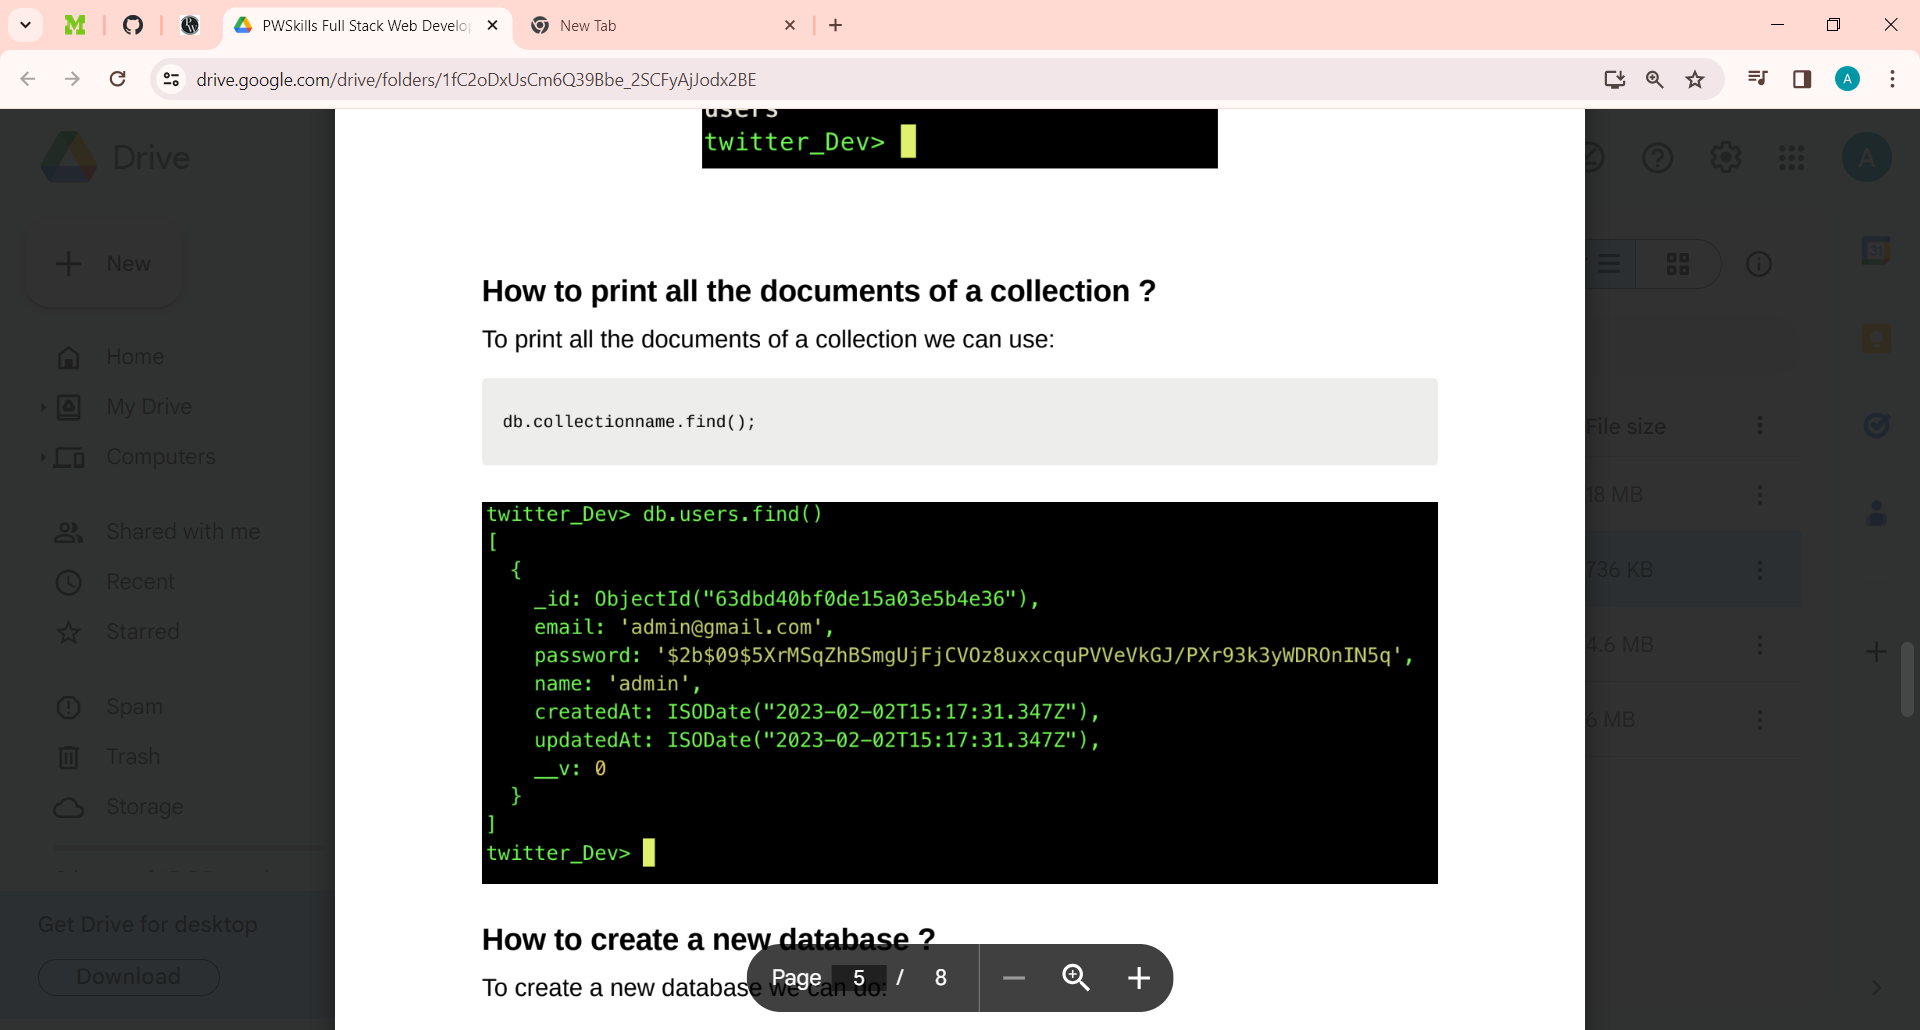 PWSkills Full Stack Web Develo
New Tab
drive.google.com/drive/folders/1fC2oDxUsCm6Q39Bbe_2SCFyAjJodx2BE
A
Drive
A
users
twitter_Dev>
New
31
How to print all the documents of a collection ?
To print all the documents of a collection we can use:
Home
My Drive
db.collectionname.find();
File size
Computers
18 MB
twitter_Dev> db.users.find()
[
Shared with me
{
736 KB
Recent
_id: ObjectId("63dbd40bf0de15a03e5b4e36"),
email: 'admin@gmail.com',
Starred
password: '$2b$09$5XrMSqZhBSmgUjFjCVOz8uxxcquPVVeVkGJ/PXr93k3yWDROnIN5q',
4.6 MB
name: 'admin',
Spam
createdAt: ISODate("2023-02-02T15:17:31.347Z"),
6 MB
updatedAt: ISODate("2023-02-02T15:17:31.347Z"),
Trash
__v: 0
}
Storage
]
twitter_Dev>
Get Drive for desktop
How to create a new database ?
Download
Page 5 / 8
To create a new database we can do: